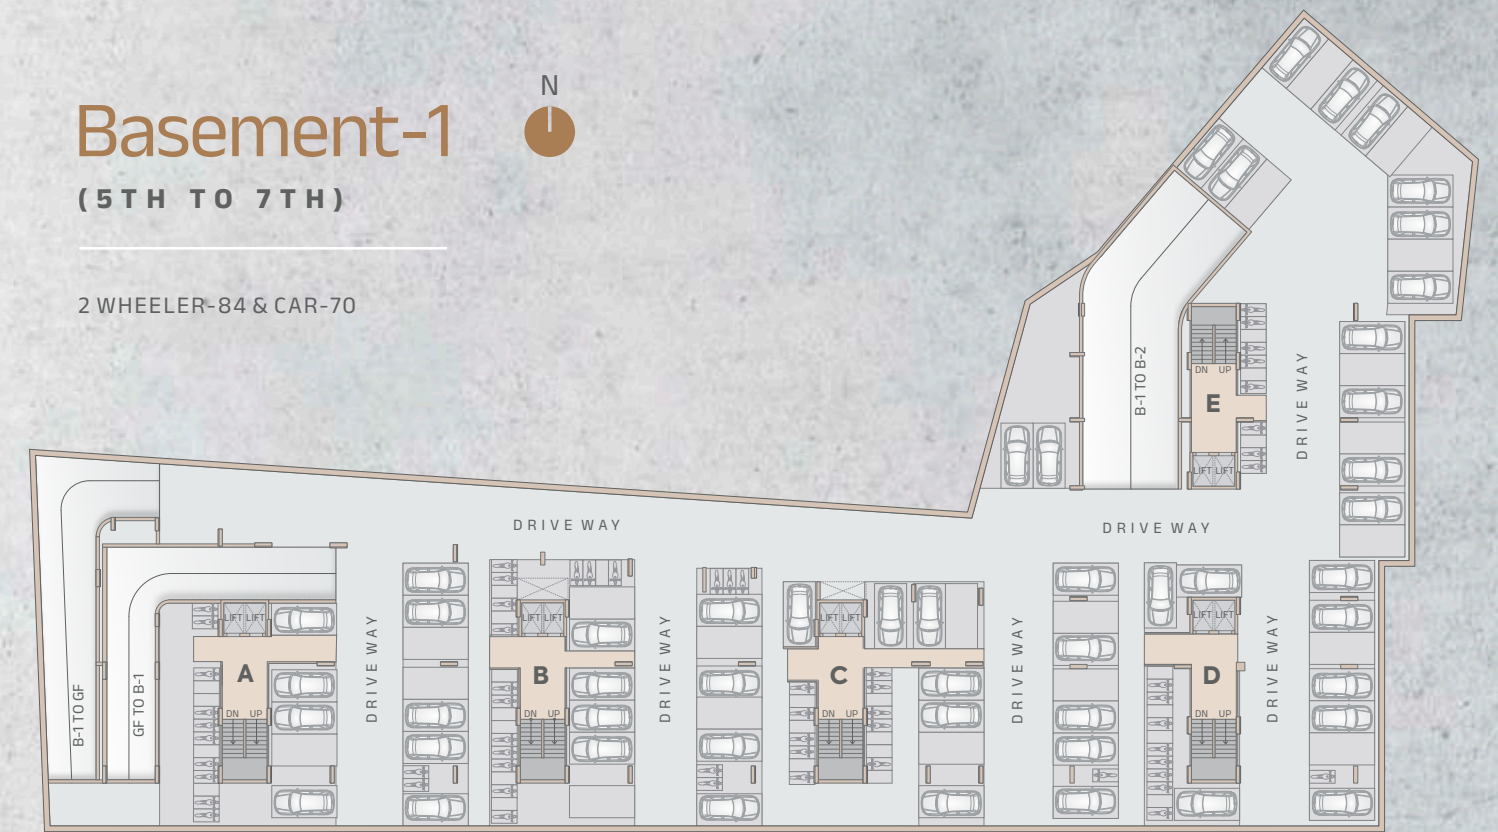 N
Basement-1
(5TH TO 7TH)
2 WHEELER-84 & CAR-70
B-1 TO B-2
DN UP
E
LIFT LIFT
DRIVE WAY
DRIVE WAY
DRIVE WAY
B-1 TO GF
GF TO B-1
LIFT LIFT
A
DN UP
DRIVE WAY
LIFT LIFT
B
DN UP
DRIVE WAY
LIFT LIFT
C
DN UP
DRIVE WAY
LIFT LIFT
D
DN UP
DRIVE WAY